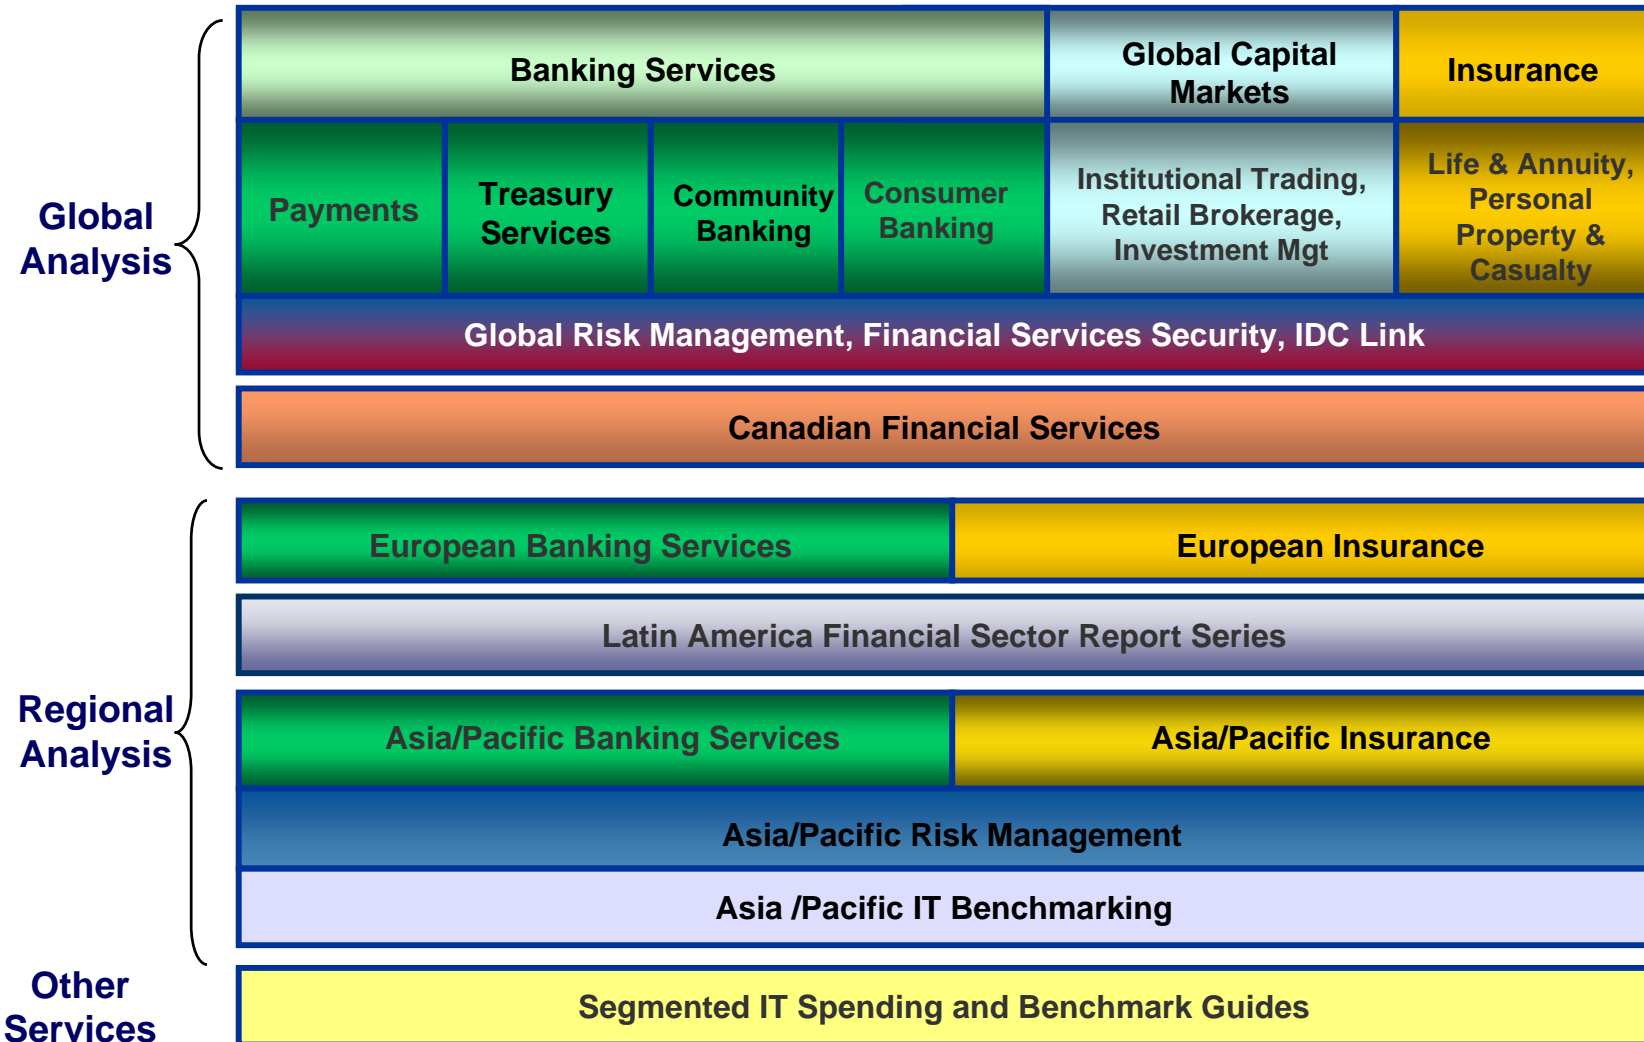 Banking Services
Global Capital
Markets
Insurance
Global
Analysis
Payments
Treasury
Services
Community
Banking
Consumer
Banking
Institutional Trading,
Retail Brokerage,
Investment Mgt
Life & Annuity,
Personal
Property &
Casualty
Global Risk Management, Financial Services Security, IDC Link
Canadian Financial Services
Regional
Analysis
European Banking Services
European Insurance
Latin America Financial Sector Report Series
Asia/Pacific Banking Services
Asia/Pacific Insurance
Asia/Pacific Risk Management
Asia /Pacific IT Benchmarking
Other
Services
Segmented IT Spending and Benchmark Guides